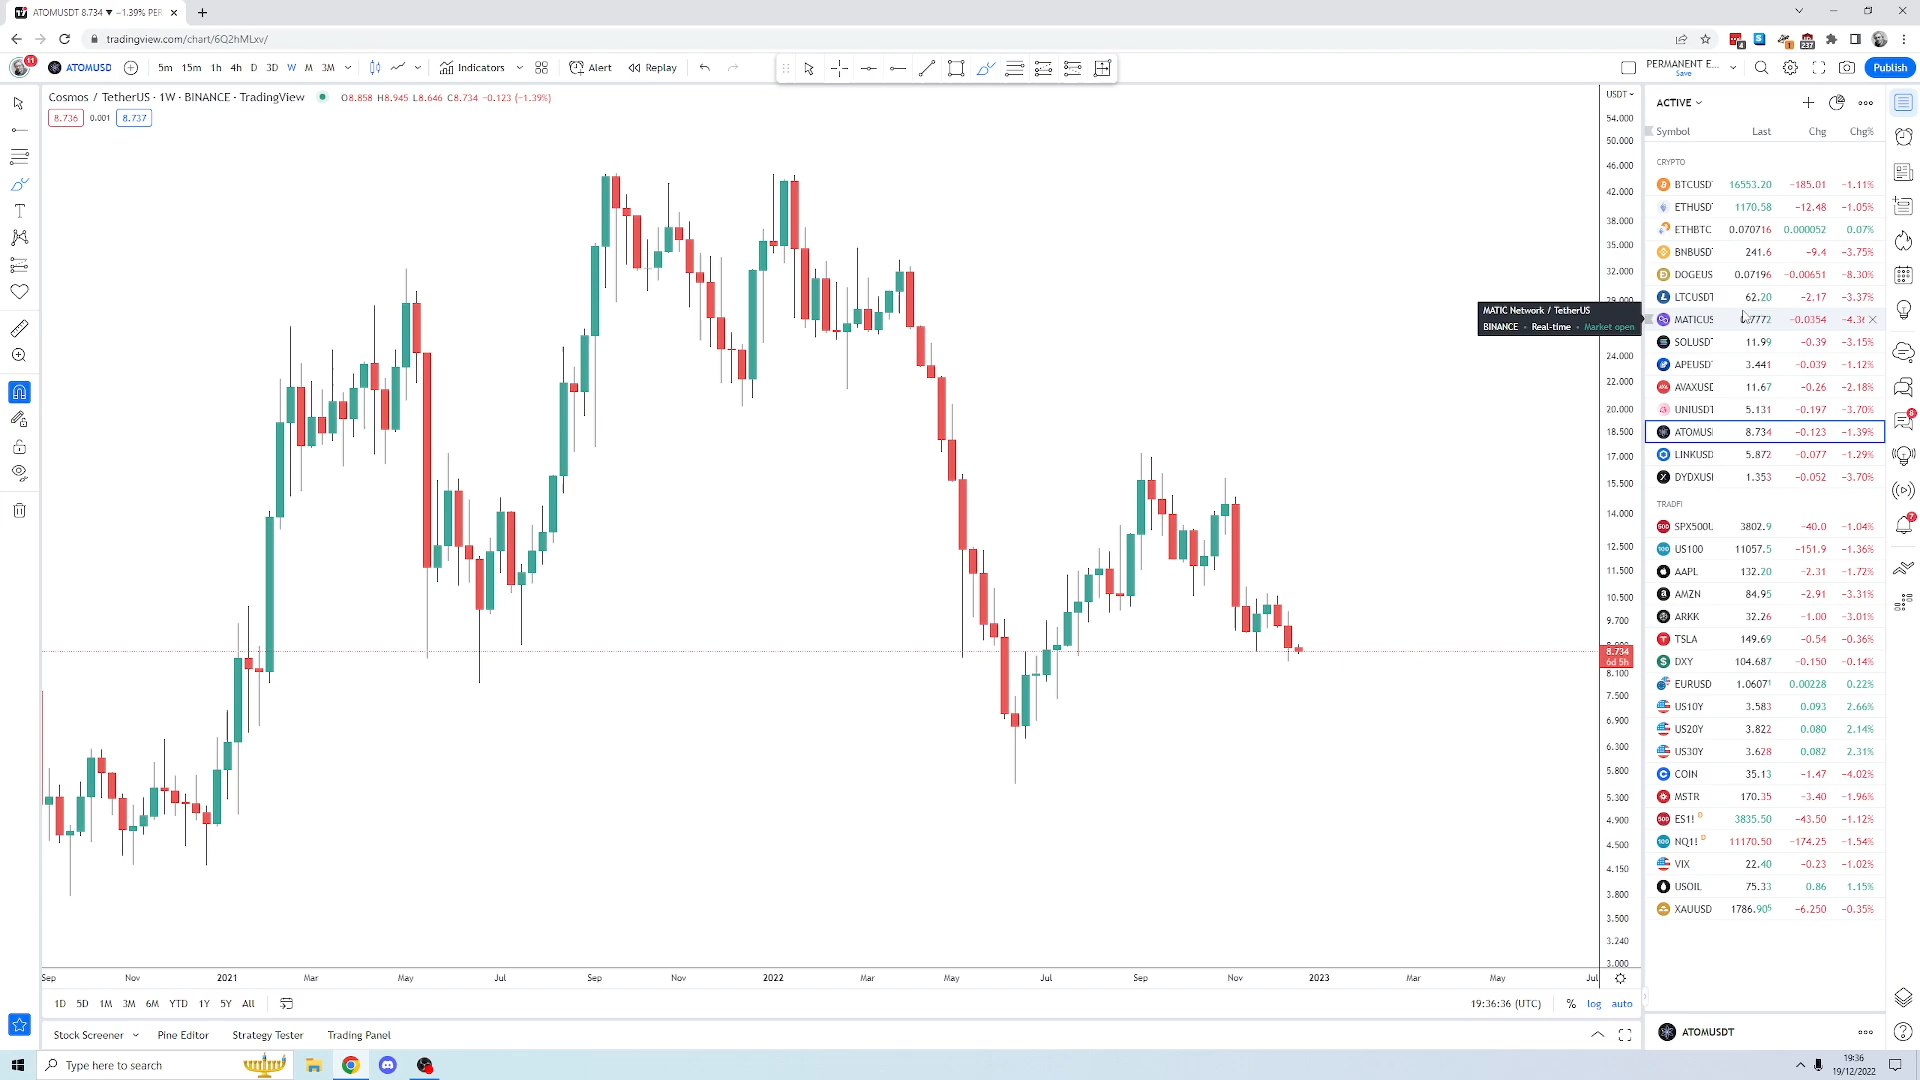 ATOMUSDT 8.734 ▼ −1.39% PER
tradingview.com/chart/6Q2hMLxv/
4
1
237
11
ATOMUSD
5m 15m 1h 4h D 3D W M 3M
Indicators
Alert
Replay
PERMANENT E...
Save
Publish
Cosmos / TetherUS · 1W · BINANCE · TradingView
O8.858 H8.945 L8.646 C8.734 −0.123 (−1.39%)
8.736 0.001 8.737
USDT
54.000
50.000
46.000
42.000
38.000
35.000
32.000
29.000
24.000
22.000
20.000
18.500
17.000
15.500
14.000
12.500
11.500
10.500
9.700
8.734
6d 5h
8.100
7.500
6.900
6.300
5.800
5.300
4.900
4.500
4.150
3.800
3.500
3.240
3.000
MATIC Network / TetherUS
BINANCE • Real-time • Market open
Sep Nov 2021 Mar May Jul Sep Nov 2022 Mar May Jul Sep Nov 2023 Mar May Jul
1D 5D 1M 3M 6M YTD 1Y 5Y All
19:36:36 (UTC) % log auto
Stock Screener Pine Editor Strategy Tester Trading Panel
ACTIVE
Symbol Last Chg Chg%
CRYPTO
BTCUSD 16553.20 −185.01 −1.11%
ETHUSD 1170.58 −12.48 −1.05%
ETHBTC 0.070716 0.000052 0.07%
BNBUSD 241.6 −9.4 −3.75%
DOGEUS 0.07196 −0.00651 −8.30%
LTCUSDT 62.20 −2.17 −3.37%
MATICUS 7772 −0.0354 −4.3
SOLUSD 11.99 −0.39 −3.15%
APEUSD 3.441 −0.039 −1.12%
AVAXUSD 11.67 −0.26 −2.18%
UNIUSDT 5.131 −0.197 −3.70%
ATOMUS 8.734 −0.123 −1.39%
LINKUSD 5.872 −0.077 −1.29%
DYDXUS 1.353 −0.052 −3.70%
TRADFI
SPX500U 3802.9 −40.0 −1.04%
US100 11057.5 −151.9 −1.36%
AAPL 132.20 −2.31 −1.72%
AMZN 84.95 −2.91 −3.31%
ARKK 32.26 −1.00 −3.01%
TSLA 149.69 −0.54 −0.36%
DXY 104.687 −0.150 −0.14%
EURUSD 1.06071 0.00228 0.22%
US10Y 3.583 0.093 2.66%
US20Y 3.822 0.080 2.14%
US30Y 3.628 0.082 2.31%
COIN 35.13 −1.47 −4.02%
MSTR 170.35 −3.40 −1.96%
ES1! D 3835.50 −43.50 −1.12%
NQ1! D 11170.50 −174.25 −1.54%
VIX 22.40 −0.23 −1.02%
USOIL 75.33 0.86 1.15%
XAUUSD 1786.905 −6.250 −0.35%
ATOMUSDT
8
7
Type here to search
19:36
19/12/2022